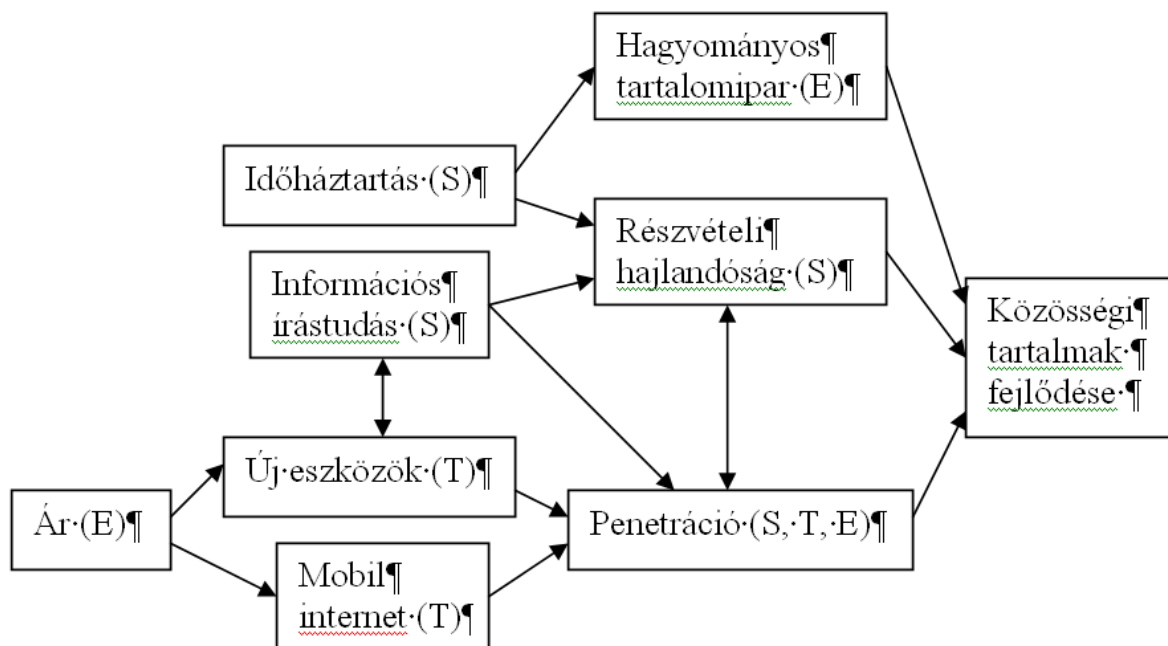 Hagyományos¶
tartalomipar·(E)¶
Időháztartás·(S)¶
Részvételi¶
hajlandóság·(S)¶
Információs¶
írástudás·(S)¶
Közösségi¶
tartalmak·¶
fejlődése·¶
Új·eszközök·(T)¶
Ár·(E)¶
Penetráció·(S,·T,·E)¶
Mobil¶
internet·(T)¶